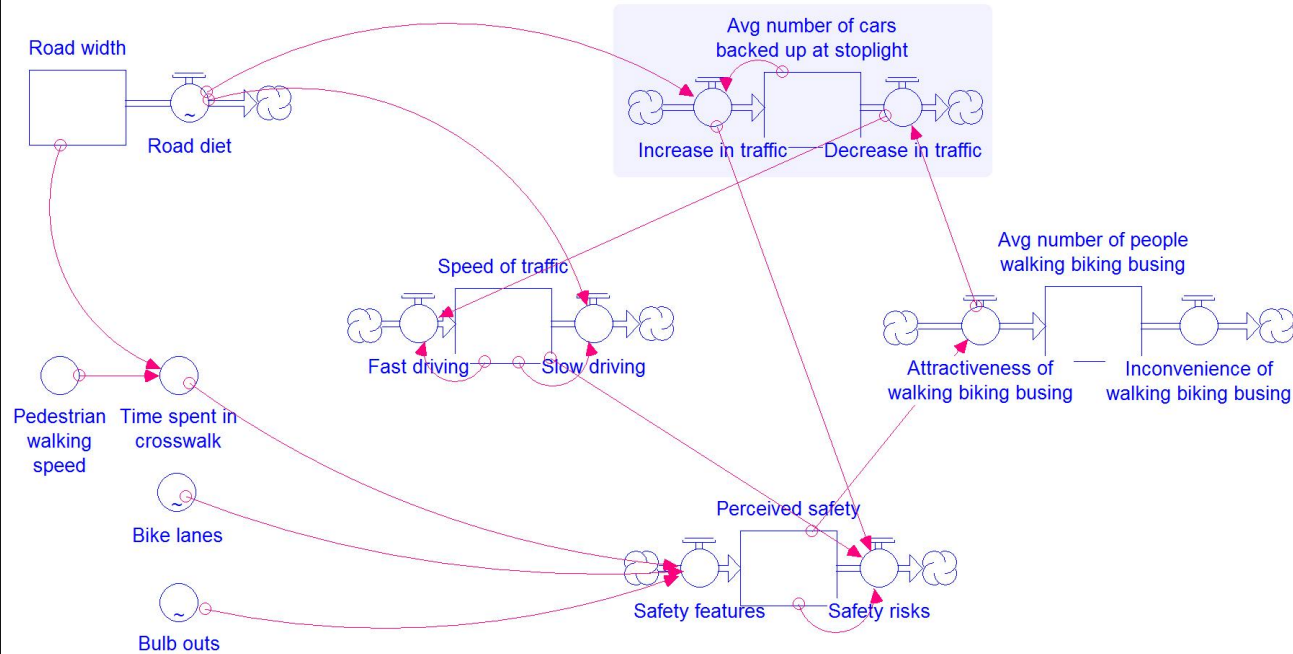 Avg number of cars
backed up at stoplight
Road width
Road diet
Increase in traffic
Decrease in traffic
Avg number of people
walking biking busing
Speed of traffic
Fast driving
Slow driving
Attractiveness of
walking biking busing
Inconvenience of
walking biking busing
Pedestrian
walking
speed
Time spent in
crosswalk
Perceived safety
Bike lanes
Safety features
Safety risks
Bulb outs